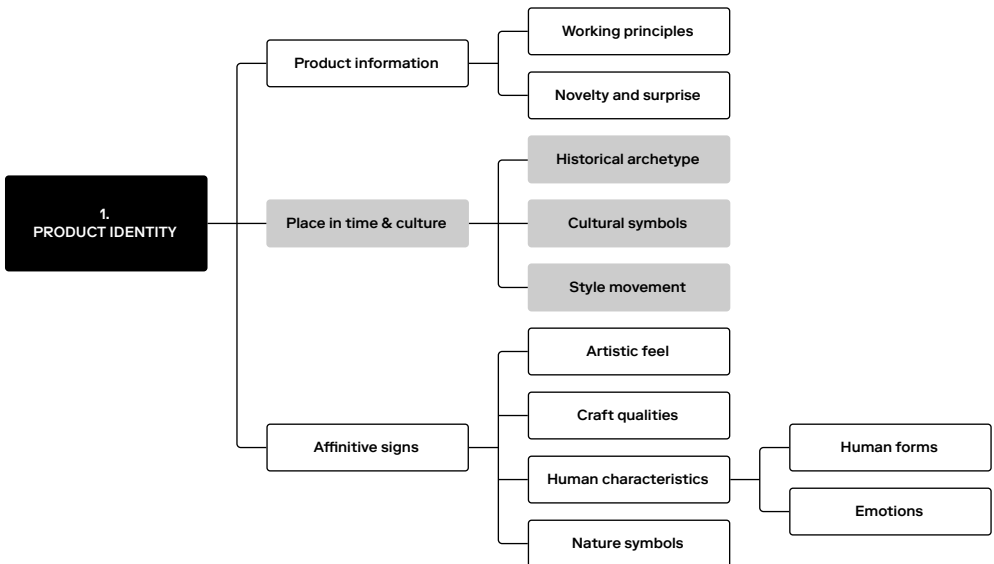 Working principles
Product information
Novelty and surprise
Historical archetype
1.
PRODUCT IDENTITY
Place in time & culture
Cultural symbols
Style movement
Artistic feel
Craft qualities
Affinitive signs
Human forms
Human characteristics
Emotions
Nature symbols